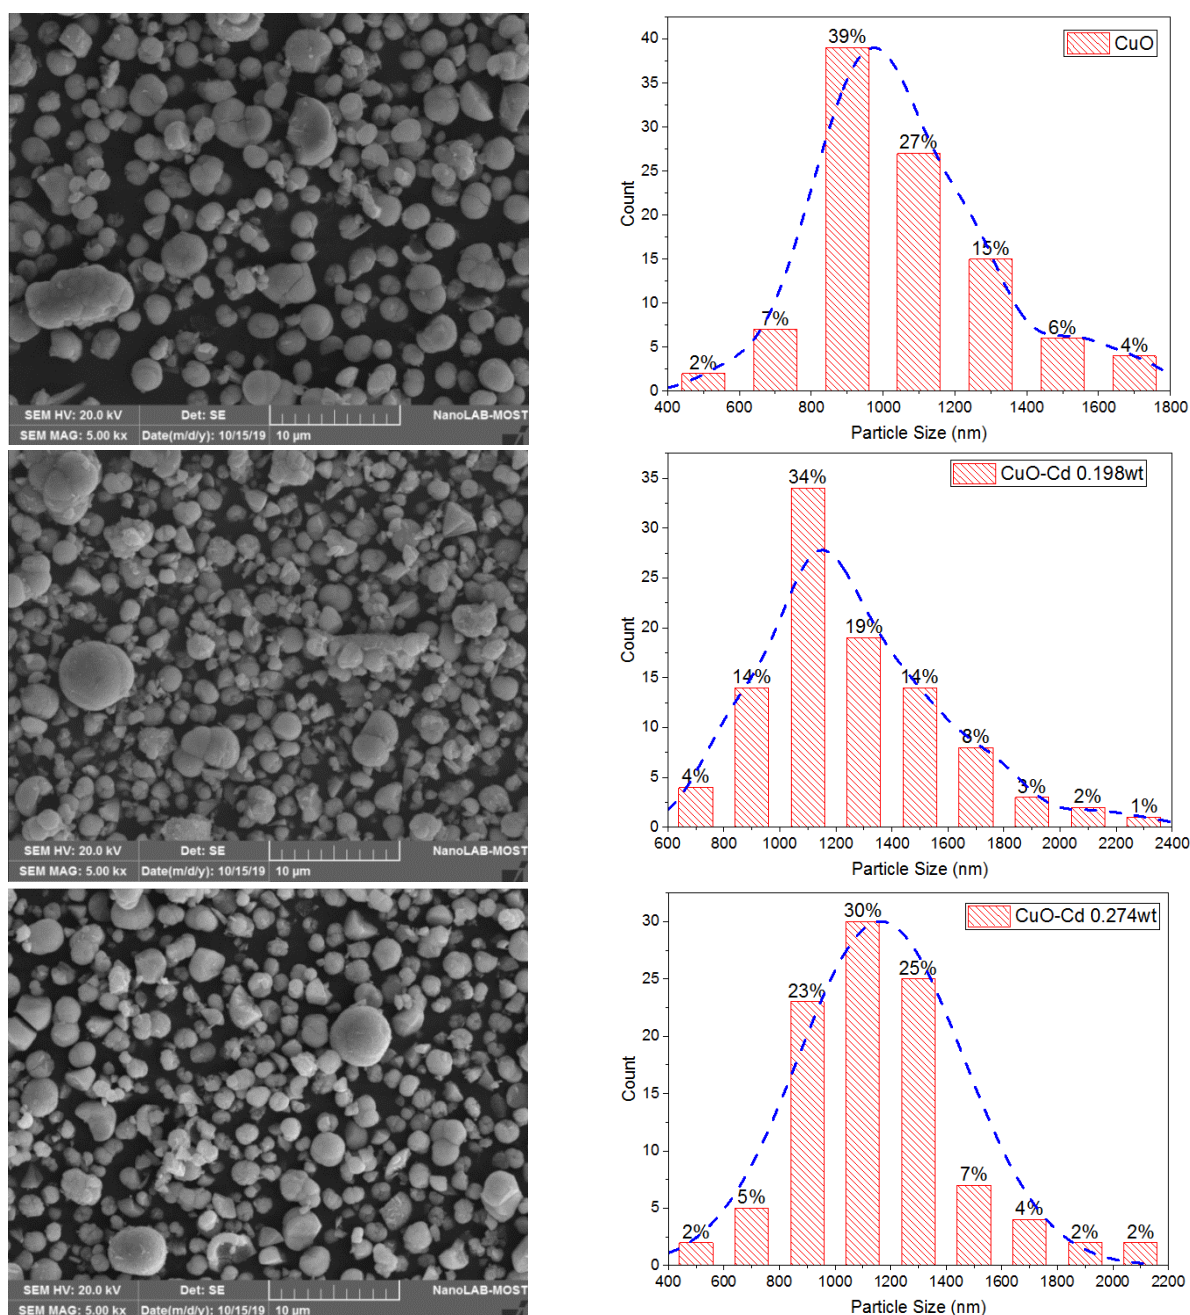 SEM HV: 20.0 kV Det: SE NanoLAB-MOST
SEM MAG: 5.00 kx Date(m/d/y): 10/15/19 10 µm
CuO
39%
27%
15%
7%
6%
4%
2%
40
35
30
25
20
15
10
5
0
Count
400 600 800 1000 1200 1400 1600 1800
Particle Size (nm)
SEM HV: 20.0 kV Det: SE NanoLAB-MOST
SEM MAG: 5.00 kx Date(m/d/y): 10/15/19 10 µm
CuO-Cd 0.198wt
34%
19%
14% 14%
8%
4%
3%
2%
1%
35
30
25
20
15
10
5
0
Count
600 800 1000 1200 1400 1600 1800 2000 2200 2400
Particle Size (nm)
SEM HV: 20.0 kV Det: SE NanoLAB-MOST
SEM MAG: 5.00 kx Date(m/d/y): 10/15/19 10 µm
CuO-Cd 0.274wt
30%
25%
23%
7%
5%
4%
2% 2% 2%
30
25
20
15
10
5
0
Count
400 600 800 1000 1200 1400 1600 1800 2000 2200
Particle Size (nm)